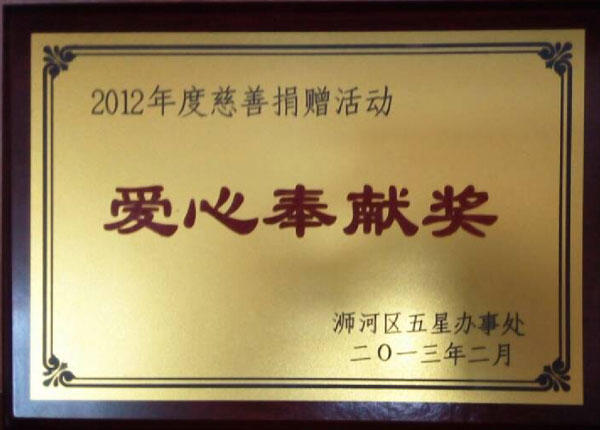 2012年度慈善捐赠活动
爱心奉献奖
浉河区五星办事处
二〇一三年二月